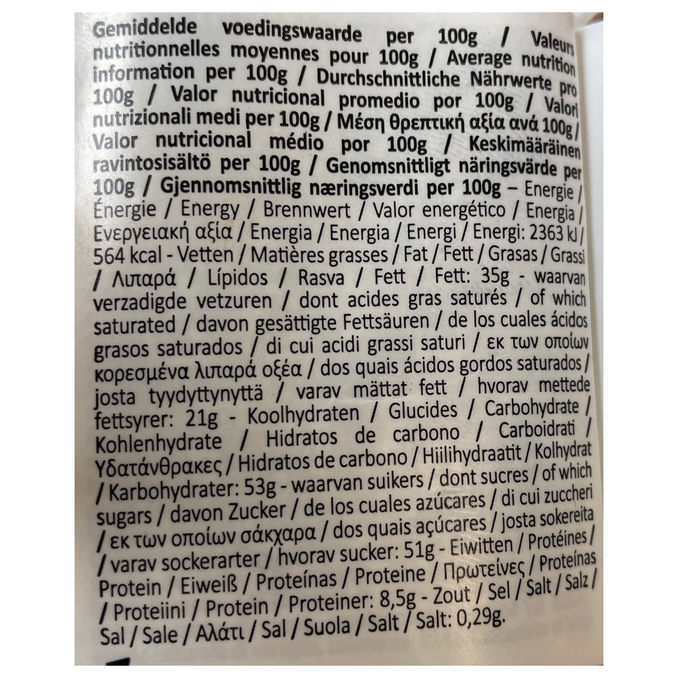 Gemiddelde voedingswaarde per 100g / Valeurs
nutritionnelles moyennes pour 100g / Average nutrition
information per 100g / Durchschnittliche Nährwerte pro
100g / Valor nutricional promedio por 100g / Valori
nutrizionali medi per 100g / Μέση θρεπτική αξία ανά 100g /
Valor nutricional médio por 100g / Keskimääräinen
ravintosisältö per 100g / Genomsnittligt näringsvärde per
100g / Gjennomsnittlig næringsverdi per 100g – Energie /
Énergie / Energy / Brennwert / Valor energético / Energia /
Ενεργειακή αξία / Energia / Energia / Energi / Energi: 2363 kJ /
564 kcal - Vetten / Matières grasses / Fat / Fett / Grasas / Grassi
/ Λιπαρά / Lípidos / Rasva / Fett / Fett: 35g - waarvan
verzadigde vetzuren / dont acides gras saturés / of which
saturated / davon gesättigte Fettsäuren / de los cuales ácidos
grasos saturados / di cui acidi grassi saturi / εκ των οποίων
κορεσμένα λιπαρά οξέα / dos quais ácidos gordos saturados /
josta tyydyttynyttä / varav mättat fett / hvorav mettede
fettsyrer: 21g - Koolhydraten / Glucides / Carbohydrate /
Kohlenhydrate / Hidratos de carbono / Carboidrati /
Υδατάνθρακες / Hidratos de carbono / Hiilihydraatit / Kolhydrat
/ Karbohydrater: 53g - waarvan suikers / dont sucres / of which
sugars / davon Zucker / de los cuales azúcares / di cui zuccheri
/ εκ των οποίων σάκχαρα / dos quais açúcares / josta sokereita
/ varav sockerarter / hvorav sucker: 51g - Eiwitten / Protéines /
Protein / Eiweiß / Proteínas / Proteine / Πρωτείνες / Proteínas
/ Proteiini / Protein / Proteiner: 8,5g - Zout / Sel / Salt / Salz /
Sal / Sale / Αλάτι / Sal / Suola / Salt / Salt: 0,29g.